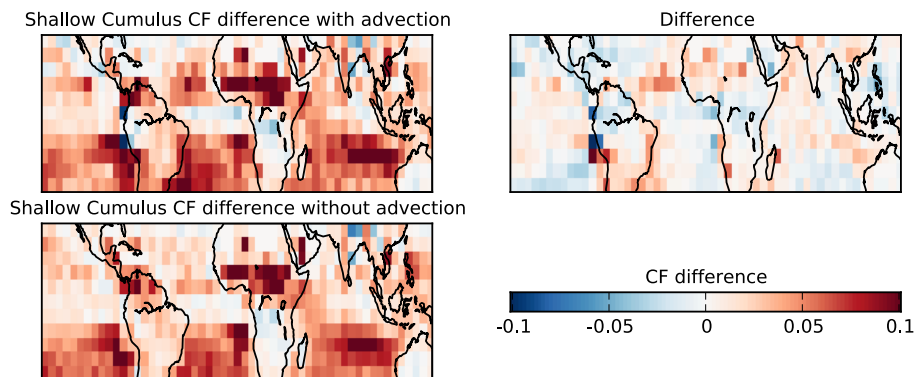 Shallow Cumulus CF difference with advection
Difference
Shallow Cumulus CF difference without advection
CF difference
-0.1 -0.05 0 0.05 0.1